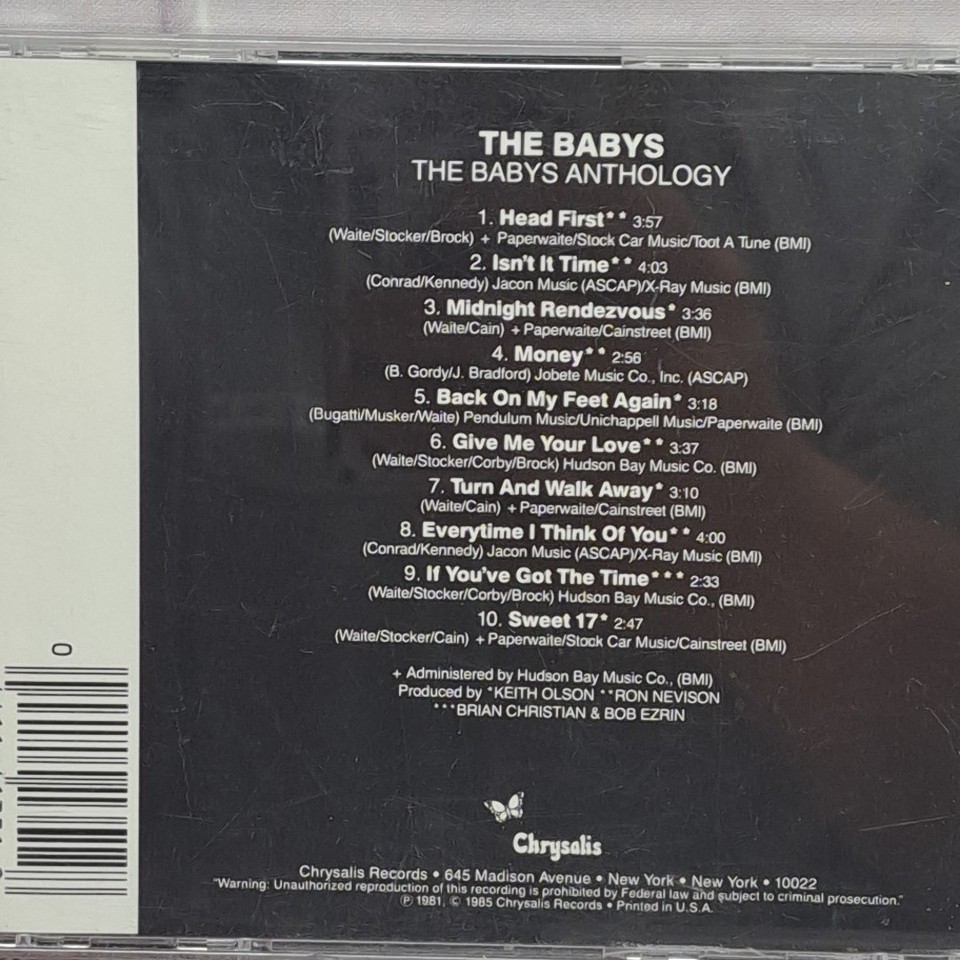 THE BABYS
THE BABYS ANTHOLOGY
1. Head First** 3:57
(Waite/Stocker/Brock) + Paperwaite/Stock Car Music/Toot A Tune (BMI)
2. Isn't It Time** 4:03
(Conrad/Kennedy) Jacon Music (ASCAP)/X-Ray Music (BMI)
3. Midnight Rendezvous* 3:36
(Waite/Cain) + Paperwaite/Cainstreet (BMI)
4. Money** 2:56
(B. Gordy/J. Bradford) Jobete Music Co., Inc. (ASCAP)
5. Back On My Feet Again* 3:18
(Bugatti/Musker/Waite) Pendulum Music/Unichappell Music/Paperwaite (BMI)
6. Give Me Your Love** 3:37
(Waite/Stocker/Corby/Brock) Hudson Bay Music Co. (BMI)
7. Turn And Walk Away* 3:10
(Waite/Cain) + Paperwaite/Cainstreet (BMI)
8. Everytime I Think Of You** 4:00
(Conrad/Kennedy) Jacon Music (ASCAP)/X-Ray Music (BMI)
9. If You've Got The Time*** 2:33
(Waite/Stocker/Corby/Brock) Hudson Bay Music Co., (BMI)
10. Sweet 17* 2:47
(Waite/Stocker/Cain) + Paperwaite/Stock Car Music/Cainstreet (BMI)
+ Administered by Hudson Bay Music Co., (BMI)
Produced by *KEITH OLSON **RON NEVISON
***BRIAN CHRISTIAN & BOB EZRIN
Chrysalis
Chrysalis Records • 645 Madison Avenue • New York • New York • 10022
"Warning: Unauthorized reproduction of this recording is prohibited by Federal law and subject to criminal prosecution."
℗ 1981, © 1985 Chrysalis Records • Printed in U.S.A.
0